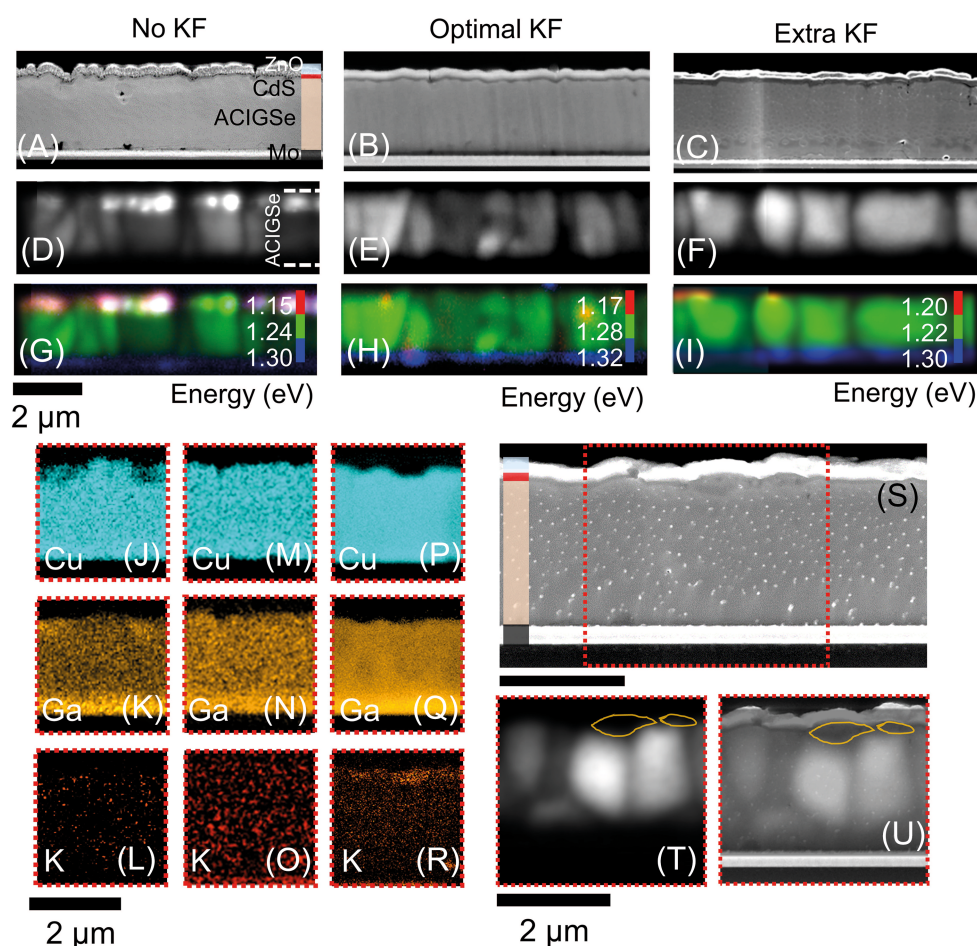 No KF
Optimal KF
Extra KF
ZnO
CdS
ACIGSe
Mo
(A)
(B)
(C)
(D)
ACIGSe
(E)
(F)
(G)
1.15
1.24
1.30
(H)
1.17
1.28
1.32
(I)
1.20
1.22
1.30
2 μm
Energy (eV)
Energy (eV)
Energy (eV)
Cu (J)
Cu (M)
Cu (P)
Ga (K)
Ga (N)
Ga (Q)
K (L)
K (O)
K (R)
2 μm
(S)
(T)
(U)
2 μm